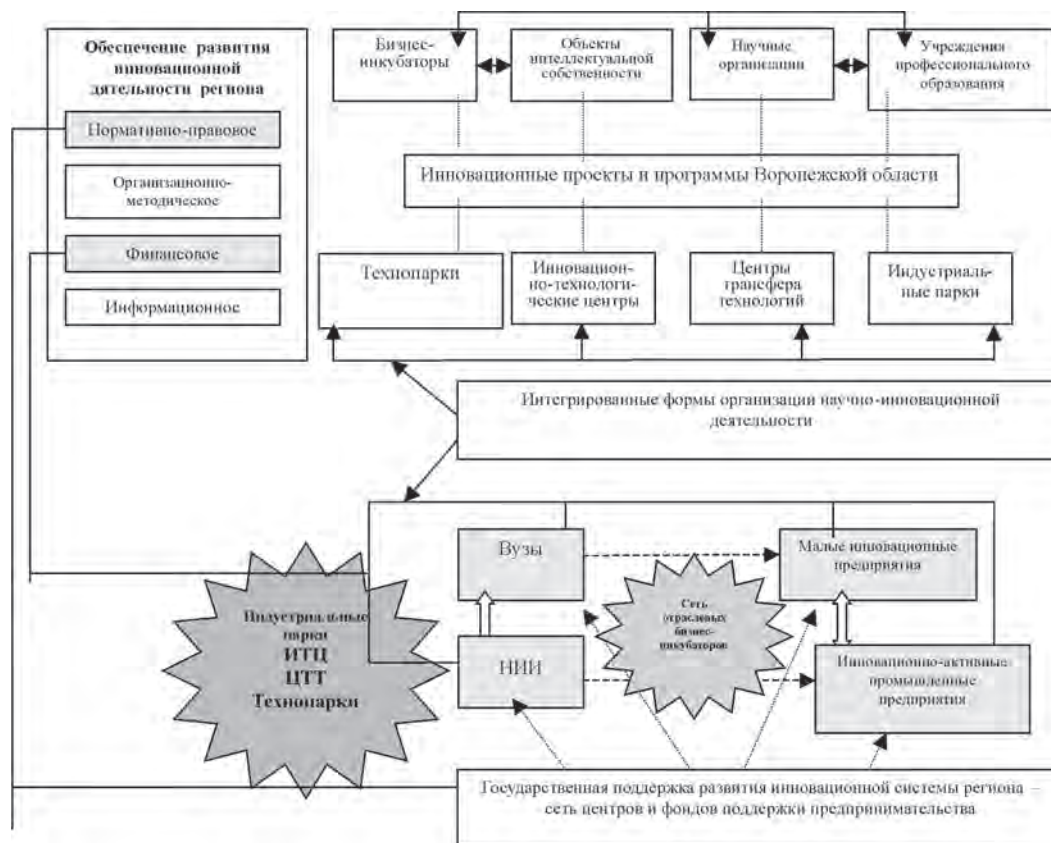 Обеспечение развития
инновационной
дятельности региона
Нормативно-правовое
Организационно-
методическое
Финансовое
Информационное
Бизнес-
инкубаторы
Объекты
интеллектуальной
собственности
Научные
организации
Учреждения
профессионального
образования
Инновационные проекты и программы Воронежской области
Технопарки
Инновацион-
но-технологи-
ческие центры
Центры
трансфера
технологий
Индустриаль-
ные парки
Интегрированные формы организации научно-инновационной
деятельности
Вузы
Малые инновационные
предприятия
Сеть
отраслевых
бизнес-
инкубаторов
Индустриальные
парки
ИТЦ
ЦТТ
Технопарки
НИИ
Инновационно-активные
промышленные
предприятия
Государственная поддержка развития инновационной системы региона –
сеть центров и фондов поддержки предпринимательства